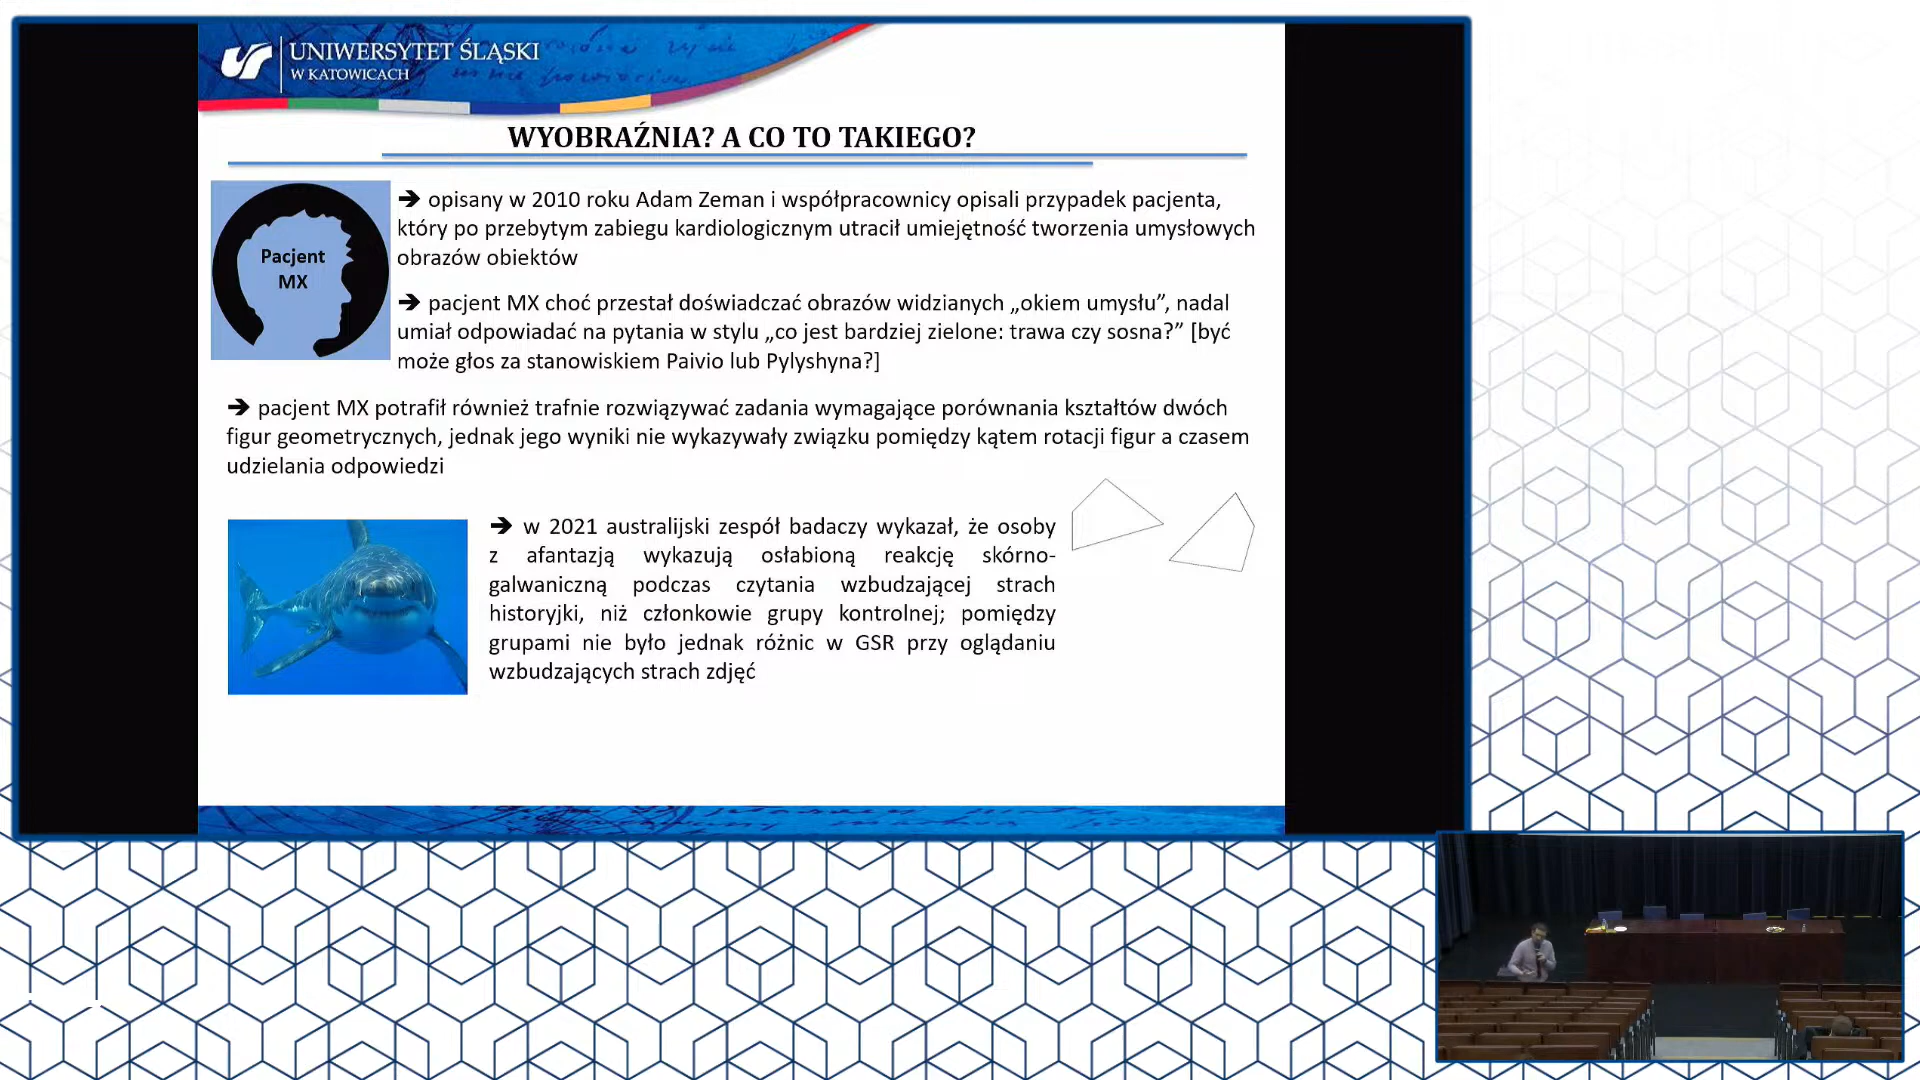 UNIWERSYTET ŚLĄSKI
W KATOWICACH
WYOBRAŹNIA? A CO TO TAKIEGO?
Pacjent
MX
➔ opisany w 2010 roku Adam Zeman i współpracownicy opisali przypadek pacjenta,
który po przebytym zabiegu kardiologicznym utracił umiejętność tworzenia umysłowych
obrazów obiektów
➔ pacjent MX choć przestał doświadczać obrazów widzianych „okiem umysłu”, nadal
umiał odpowiadać na pytania w stylu „co jest bardziej zielone: trawa czy sosna?” [być
może głos za stanowiskiem Paivio lub Pylyshyna?]
➔ pacjent MX potrafił również trafnie rozwiązywać zadania wymagające porównania kształtów dwóch
figur geometrycznych, jednak jego wyniki nie wykazywały związku pomiędzy kątem rotacji figur a czasem
udzielania odpowiedzi
➔ w 2021 australijski zespół badaczy wykazał, że osoby
z afantazją wykazują osłabioną reakcję skórno-
galwaniczną podczas czytania wzbudzającej strach
historyjki, niż członkowie grupy kontrolnej; pomiędzy
grupami nie było jednak różnic w GSR przy oglądaniu
wzbudzających strach zdjęć